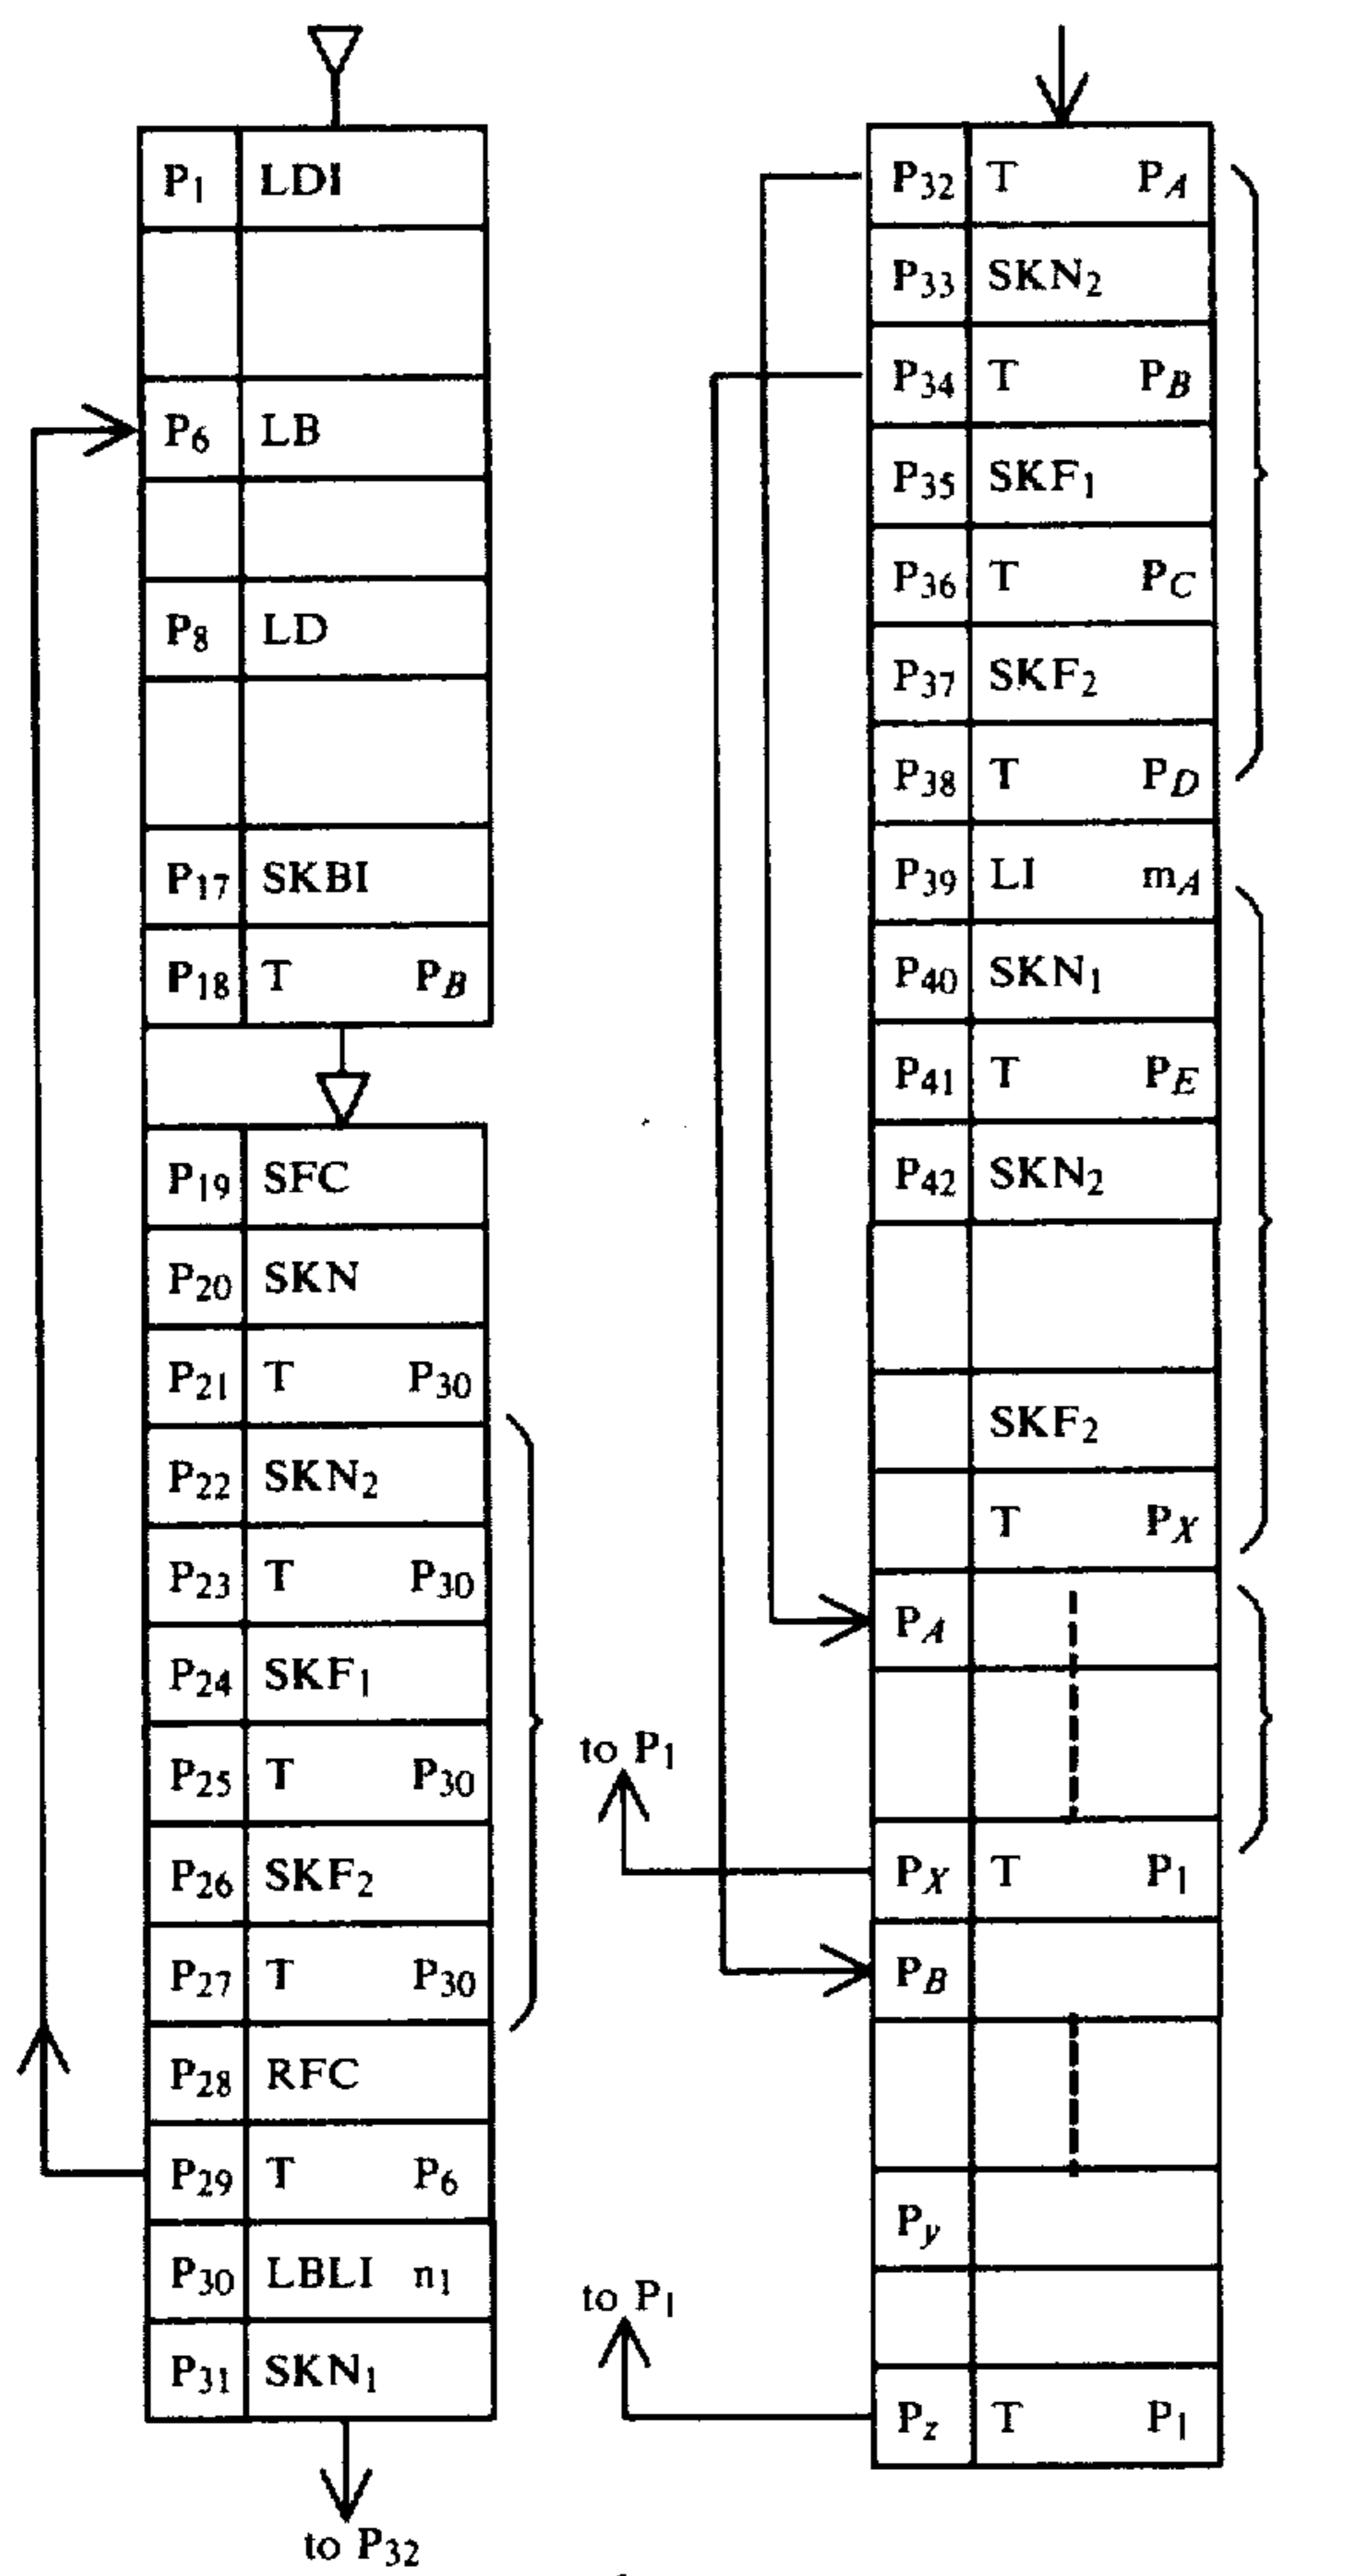 P1 LDI
P6 LB
P8 LD
P17 SKBI
P18 T PB
P19 SFC
P20 SKN
P21 T P30
P22 SKN2
P23 T P30
P24 SKF1
P25 T P30
P26 SKF2
P27 T P30
P28 RFC
P29 T P6
P30 LBLI n1
P31 SKN1
to P32
P32 T PA
P33 SKN2
P34 T PB
P35 SKF1
P36 T PC
P37 SKF2
P38 T PD
P39 LI mA
P40 SKN1
P41 T PE
P42 SKN2
SKF2
T PX
PA
to P1
PX T P1
PB
Py
to P1
Pz T P1